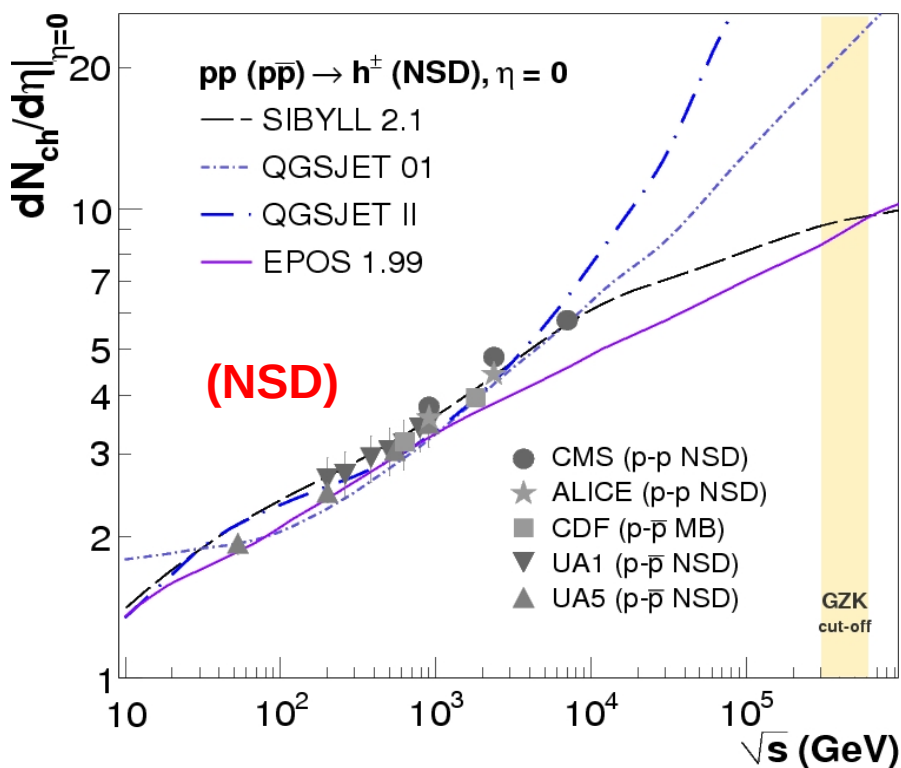 dN_ch/dη|_η=0
20
10
7
5
4
3
2
1
pp (pp̅) → h^± (NSD), η = 0
SIBYLL 2.1
QGSJET 01
QGSJET II
EPOS 1.99
(NSD)
CMS (p-p NSD)
ALICE (p-p NSD)
CDF (p-p̅ MB)
UA1 (p-p̅ NSD)
UA5 (p-p̅ NSD)
GZK
cut-off
10 10² 10³ 10⁴ 10⁵
√s (GeV)